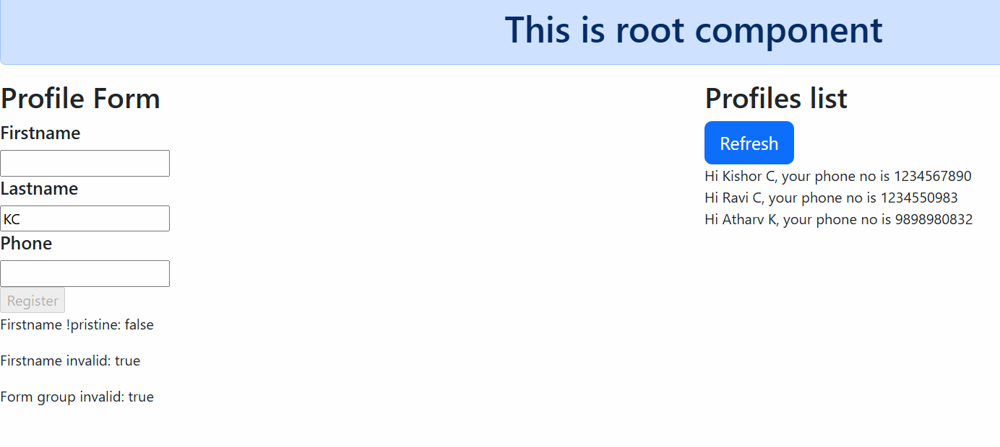 This is root component
Profile Form
Firstname
Lastname
KC
Phone
Register
Firstname !pristine: false
Firstname invalid: true
Form group invalid: true
Profiles list
Refresh
Hi Kishor C, your phone no is 1234567890
Hi Ravi C, your phone no is 1234550983
Hi Atharv K, your phone no is 9898980832